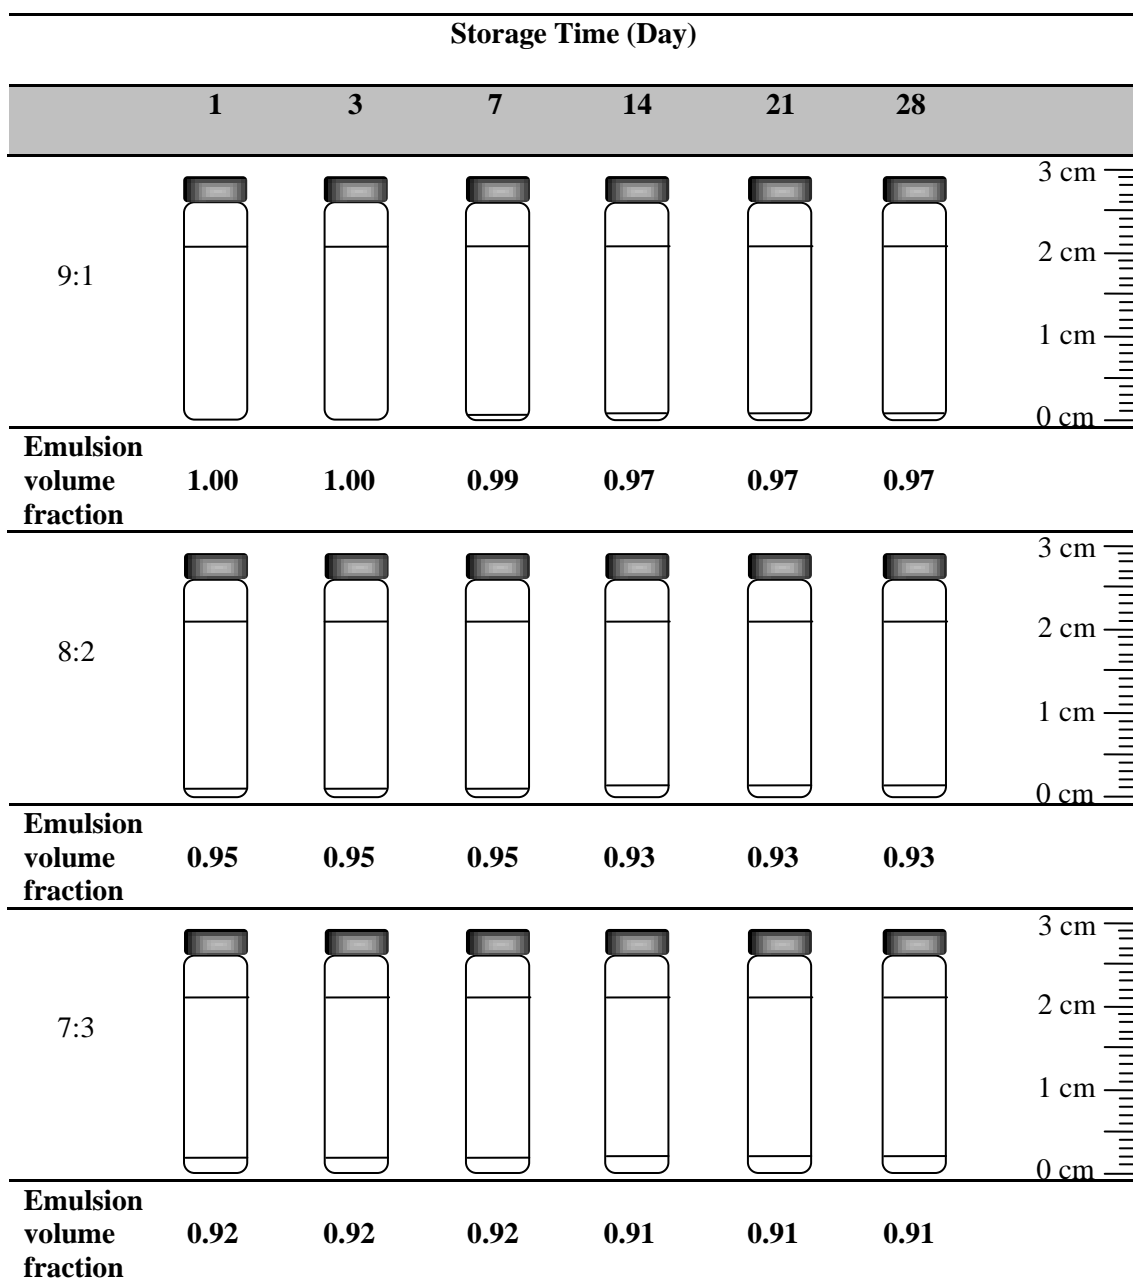 Storage Time (Day)
1 3 7 14 21 28
9:1
3 cm
2 cm
1 cm
0 cm
Emulsion
volume
fraction
1.00 1.00 0.99 0.97 0.97 0.97
8:2
3 cm
2 cm
1 cm
0 cm
Emulsion
volume
fraction
0.95 0.95 0.95 0.93 0.93 0.93
7:3
3 cm
2 cm
1 cm
0 cm
Emulsion
volume
fraction
0.92 0.92 0.92 0.91 0.91 0.91